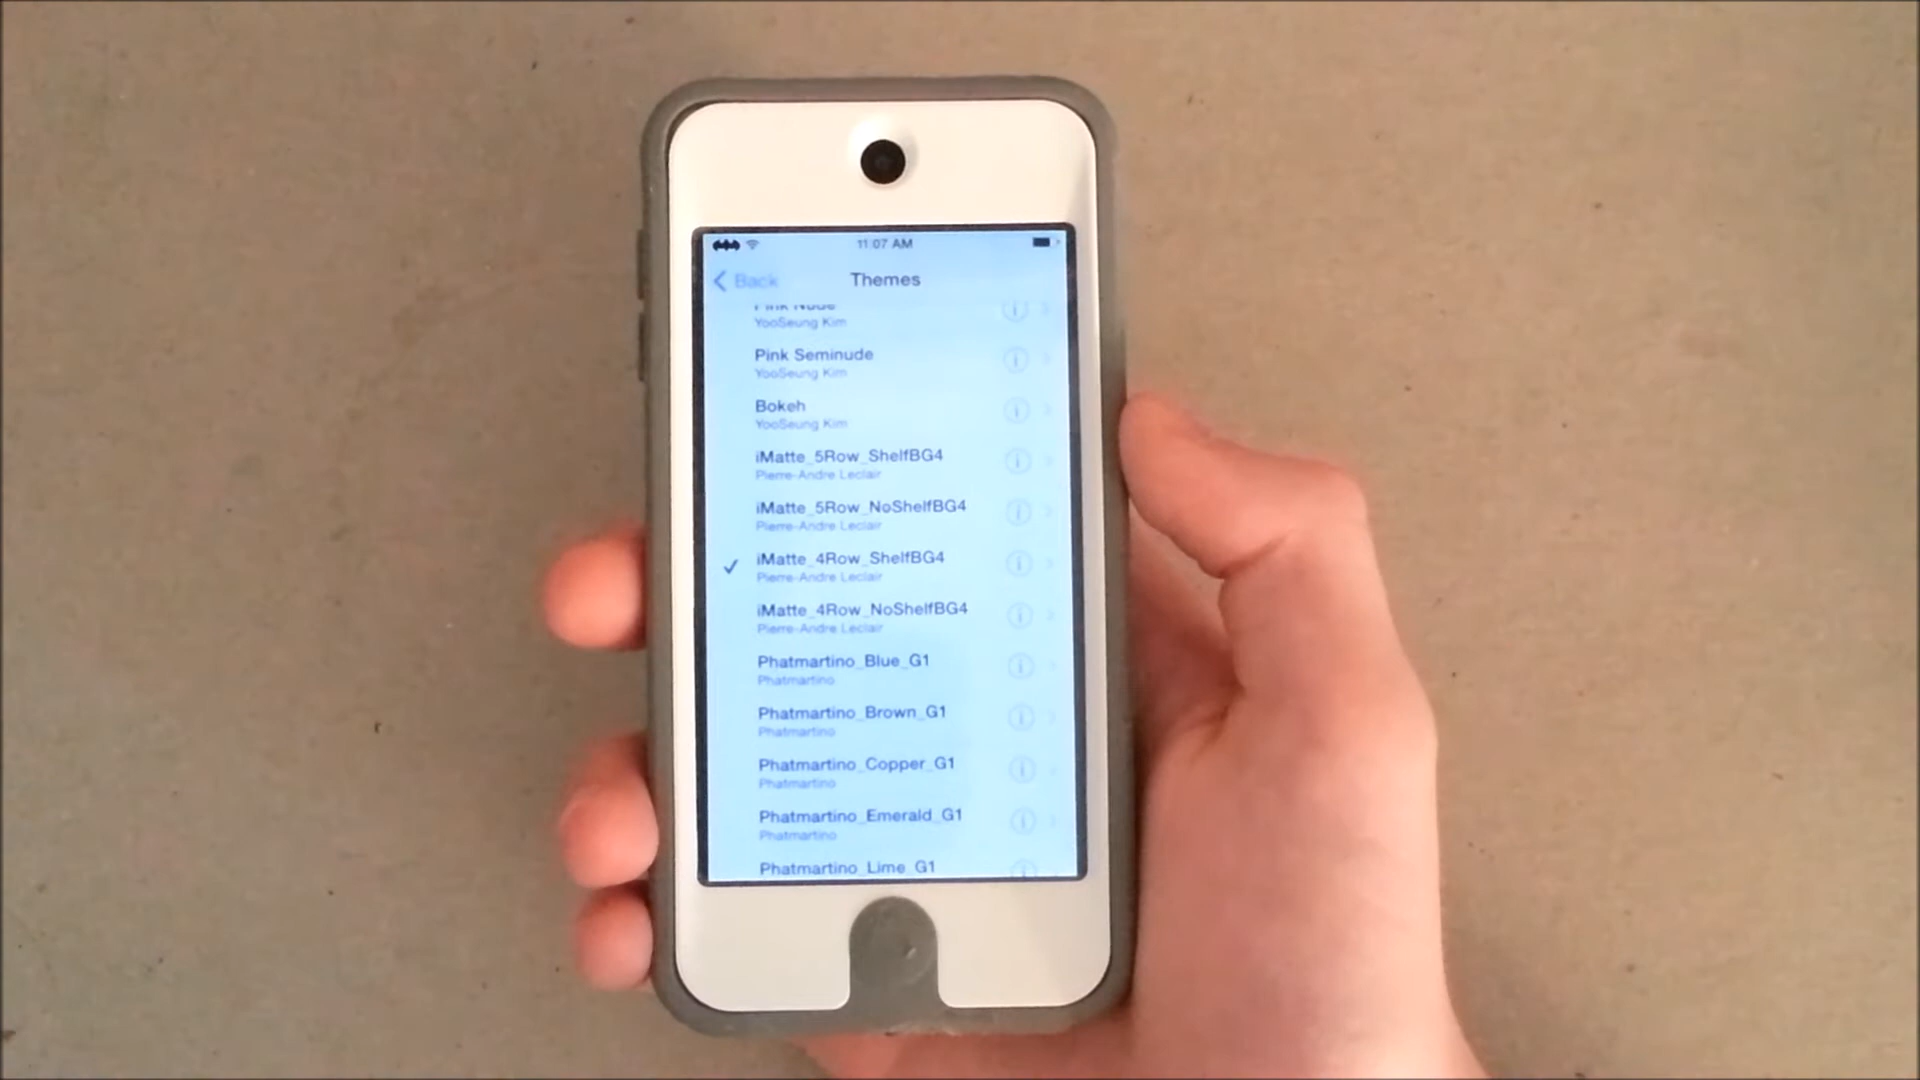 11:07 AM
Back
Themes
Pink Nude
YooSeung Kim
Pink Seminude
YooSeung Kim
Bokeh
YooSeung Kim
iMatte_5Row_ShelfBG4
Pierre-Andre Leclair
iMatte_5Row_NoShelfBG4
Pierre-Andre Leclair
iMatte_4Row_ShelfBG4
Pierre-Andre Leclair
iMatte_4Row_NoShelfBG4
Pierre-Andre Leclair
Phatmartino_Blue_G1
Phatmartino
Phatmartino_Brown_G1
Phatmartino
Phatmartino_Copper_G1
Phatmartino
Phatmartino_Emerald_G1
Phatmartino
Phatmartino_Lime_G1